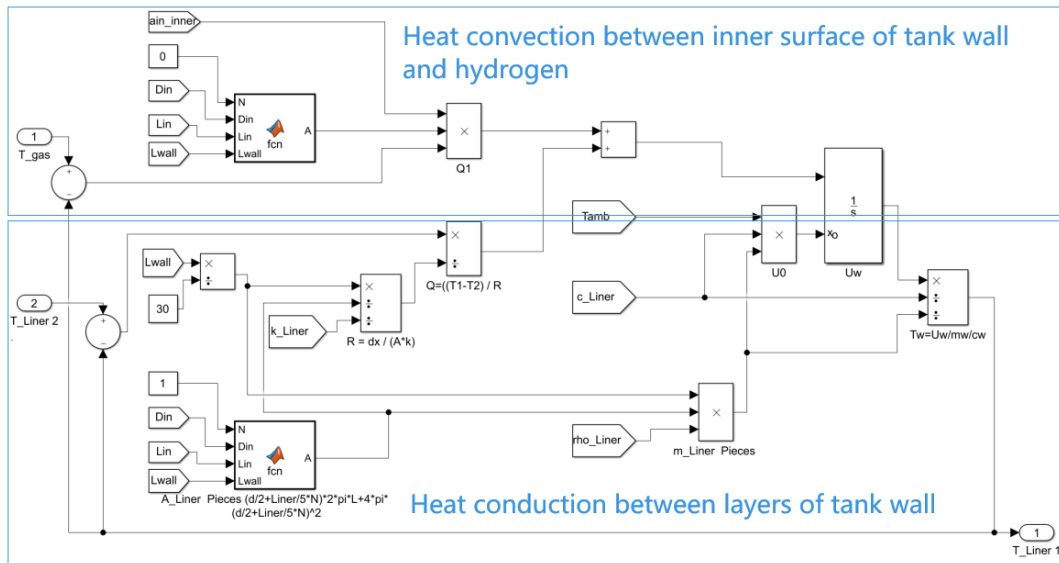 ain_inner
Heat convection between inner surface of tank wall
and hydrogen
0
Din
Lin
Lwall
N
Din
Lin
Lwall
fcn
A
1
T_gas
+
−
×
Q1
+
+
Tamb
×
U0
1
s
xo
Uw
Lwall
×
÷
30
×
÷
Q=((T1-T2) / R
×
÷
÷
R = dx / (A*k)
k_Liner
2
T_Liner 2
+
−
c_Liner
×
÷
÷
Tw=Uw/mw/cw
1
Din
Lin
Lwall
N
Din
Lin
Lwall
fcn
A
A_Liner Pieces (d/2+Liner/5*N)*2*pi*L+4*pi*
(d/2+Liner/5*N)^2
rho_Liner
×
m_Liner Pieces
Heat conduction between layers of tank wall
1
T_Liner 1